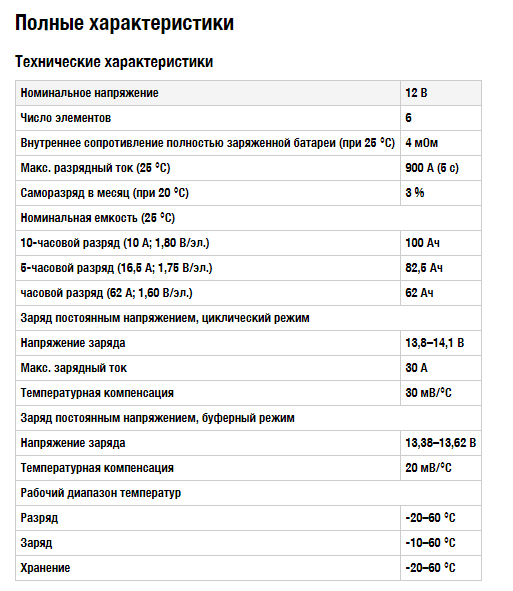 Полные характеристики
Технические характеристики
Номинальное напряжение 12 В
Число элементов 6
Внутреннее сопротивление полностью заряженной батареи (при 25 °C) 4 мОм
Макс. разрядный ток (25 °C) 900 А (5 с)
Саморазряд в месяц (при 20 °C) 3 %
Номинальная емкость (25 °C)
10-часовой разряд (10 А; 1,80 В/эл.) 100 Ач
5-часовой разряд (16,5 А; 1,75 В/эл.) 82,5 Ач
часовой разряд (62 А; 1,60 В/эл.) 62 Ач
Заряд постоянным напряжением, циклический режим
Напряжение заряда 13,8–14,1 В
Макс. зарядный ток 30 А
Температурная компенсация 30 мВ/°C
Заряд постоянным напряжением, буферный режим
Напряжение заряда 13,38–13,62 В
Температурная компенсация 20 мВ/°C
Рабочий диапазон температур
Разряд -20–60 °C
Заряд -10–60 °C
Хранение -20–60 °C